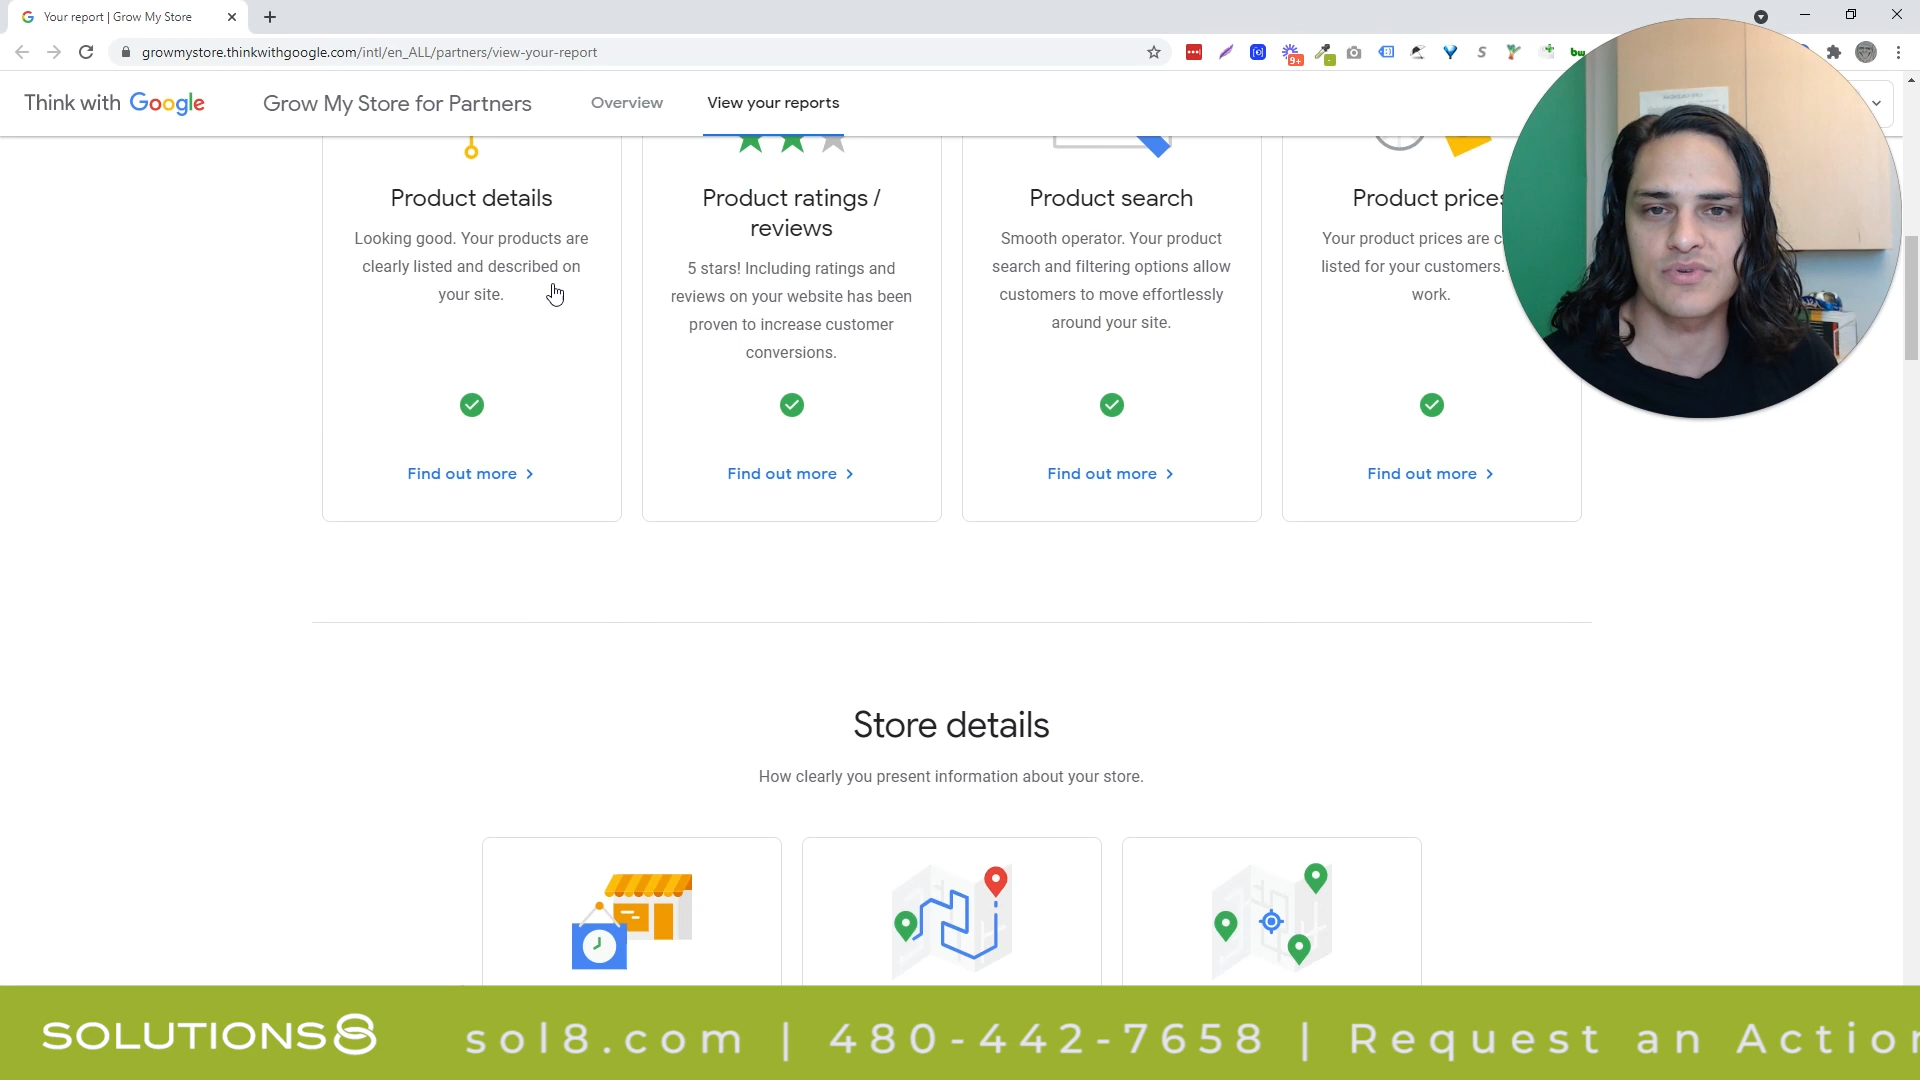 Your report | Grow My Store
growmystore.thinkwithgoogle.com/intl/en_ALL/partners/view-your-report
9+
S
bw
Think with Google
Grow My Store for Partners
Overview
View your reports
Product details
Looking good. Your products are
clearly listed and described on
your site.
Find out more
Product ratings /
reviews
5 stars! Including ratings and
reviews on your website has been
proven to increase customer
conversions.
Find out more
Product search
Smooth operator. Your product
search and filtering options allow
customers to move effortlessly
around your site.
Find out more
Product prices
Your product prices are c
listed for your customers.
work.
Find out more
Store details
How clearly you present information about your store.
SOLUTIONS8
sol8.com | 480-442-7658 | Request an Action